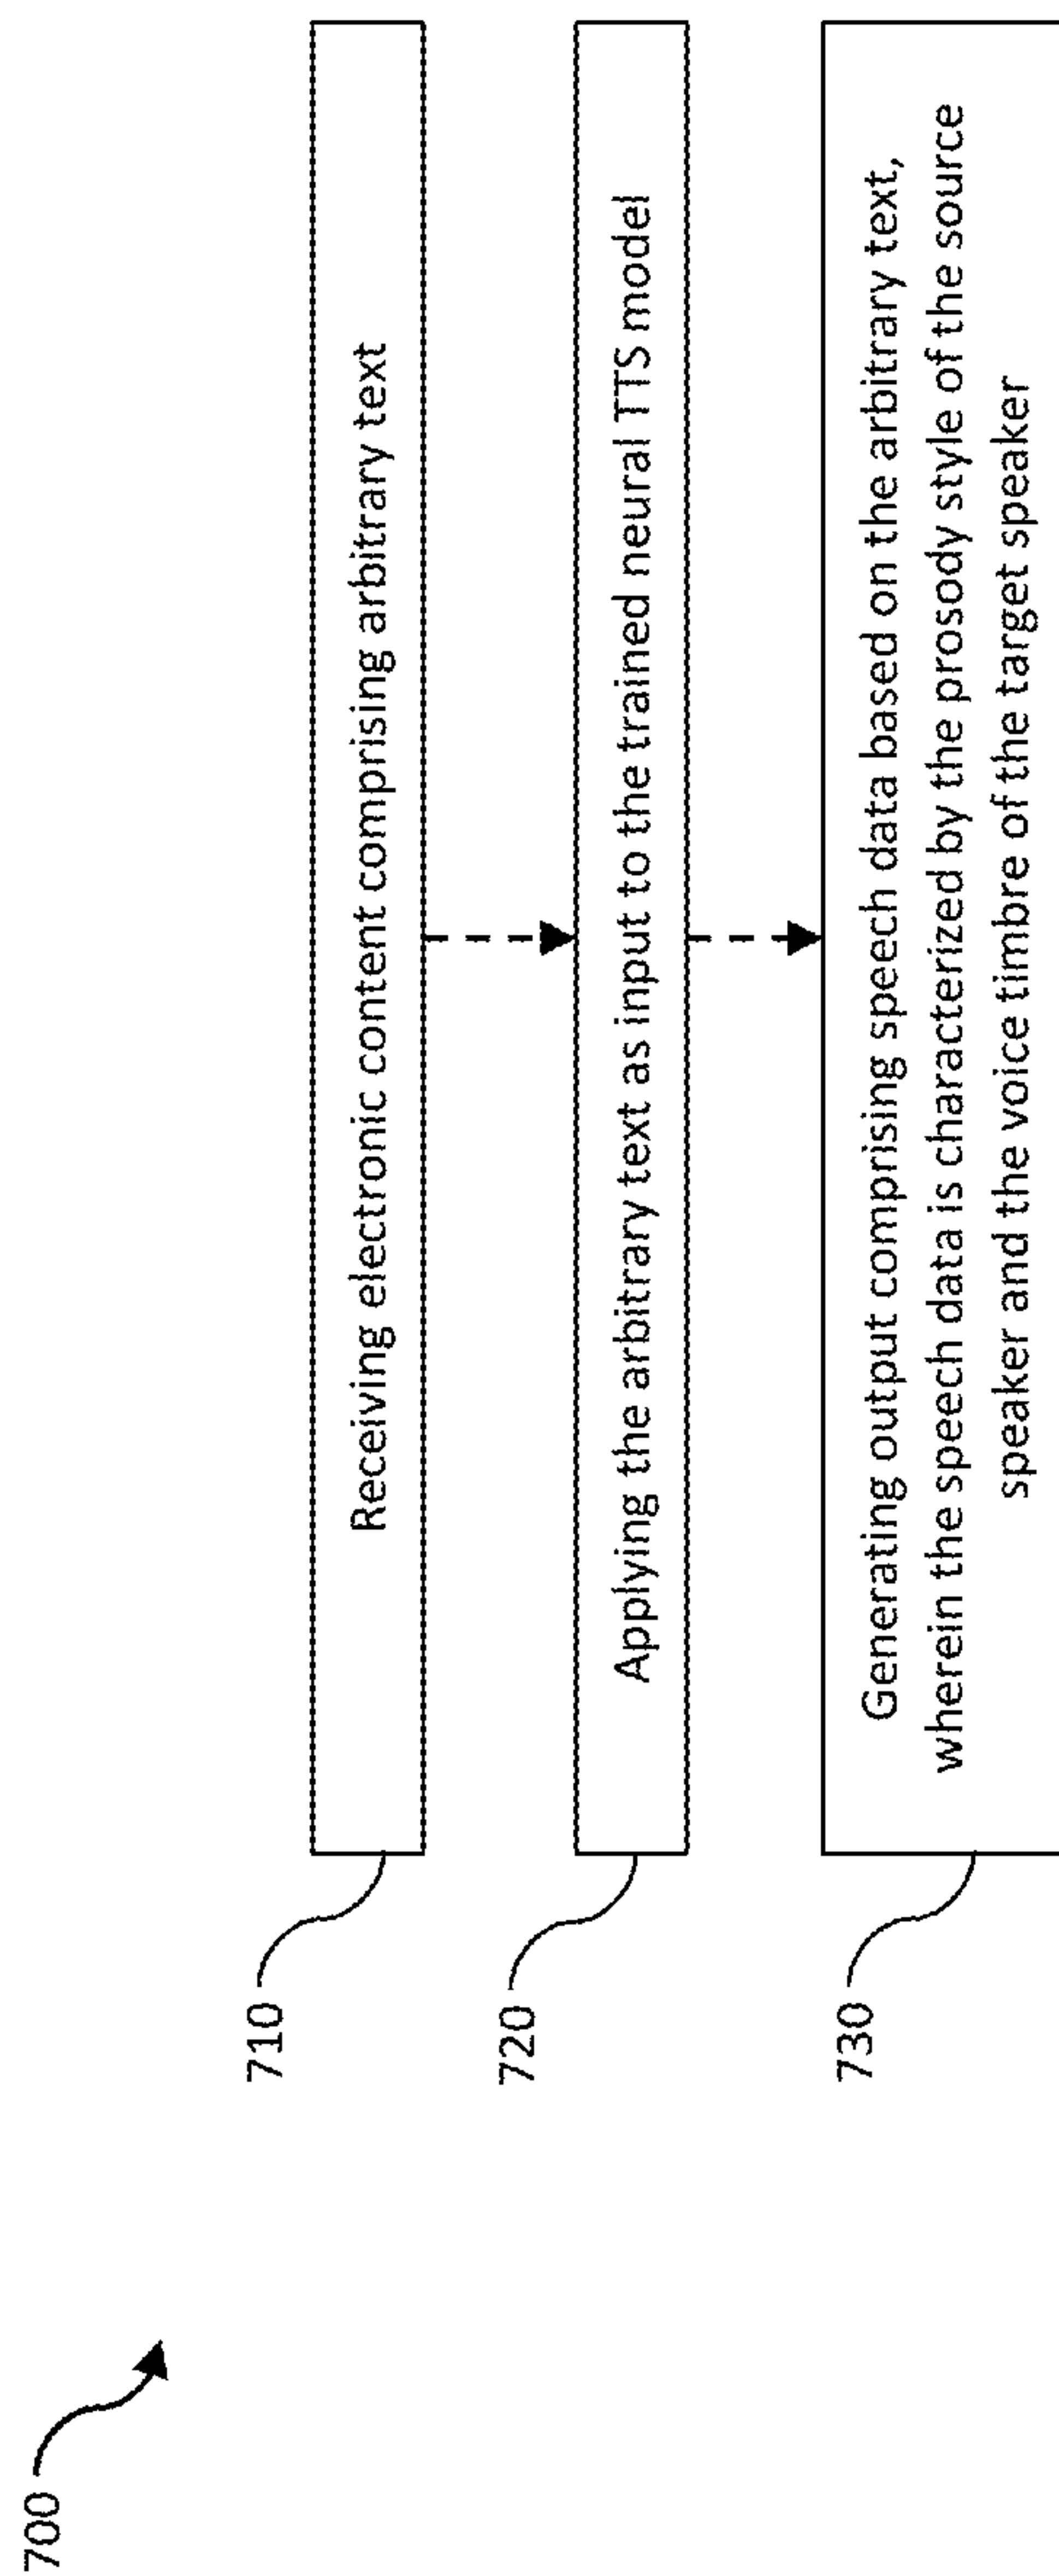 700
710
Receiving electronic content comprising arbitrary text
720
Applying the arbitrary text as input to the trained neural TTS model
730
Generating output comprising speech data based on the arbitrary text,
wherein the speech data is characterized by the prosody style of the source
speaker and the voice timbre of the target speaker